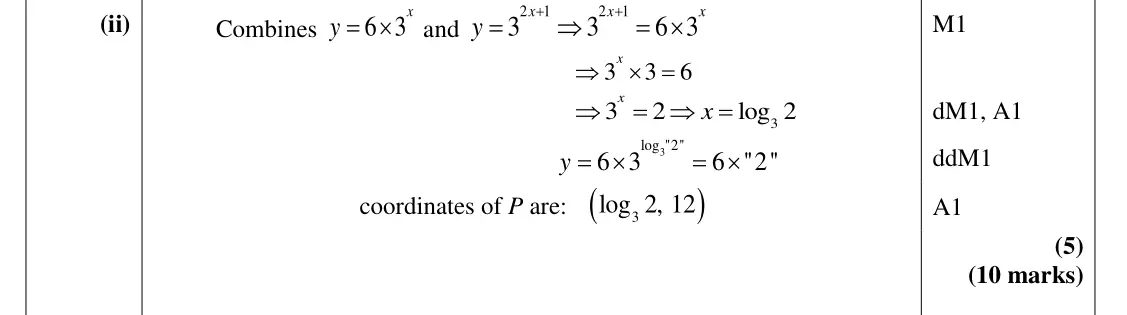 (ii) Combines y = 6×3^x and y = 3^{2x+1} ⇒ 3^{2x+1} = 6×3^x M1
⇒ 3^x × 3 = 6
⇒ 3^x = 2 ⇒ x = log_3 2 dM1, A1
y = 6×3^{log_3 "2"} = 6×"2" ddM1
coordinates of P are: (log_3 2, 12) A1
(5)
(10 marks)